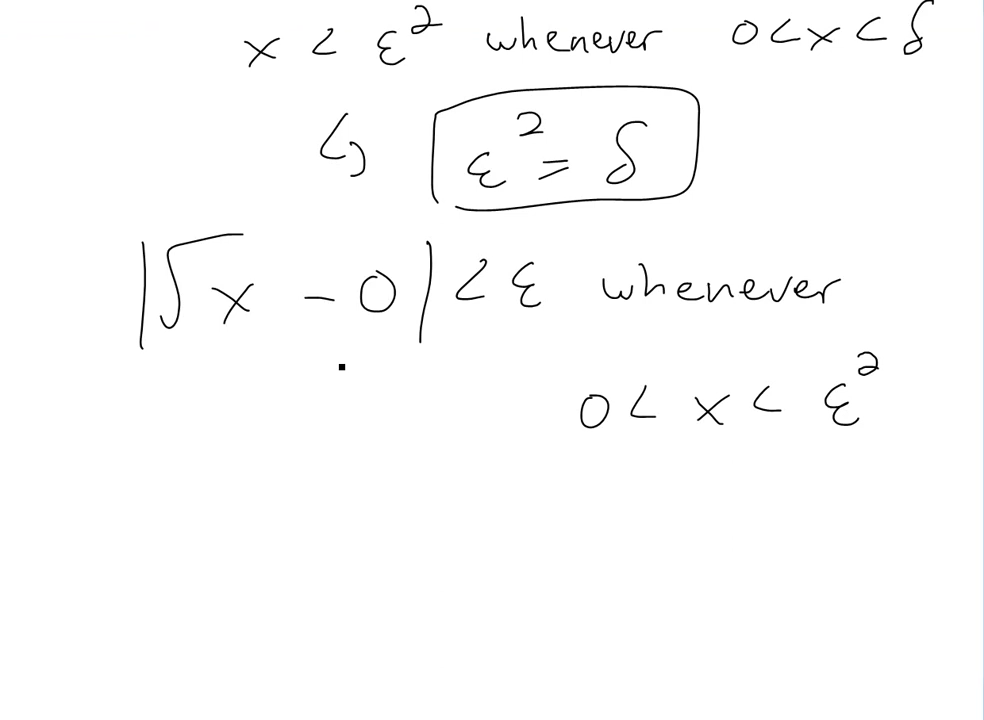 x < ε² whenever 0 < x < δ
↳ ε² = δ
|√x - 0| < ε whenever
0 < x < ε²